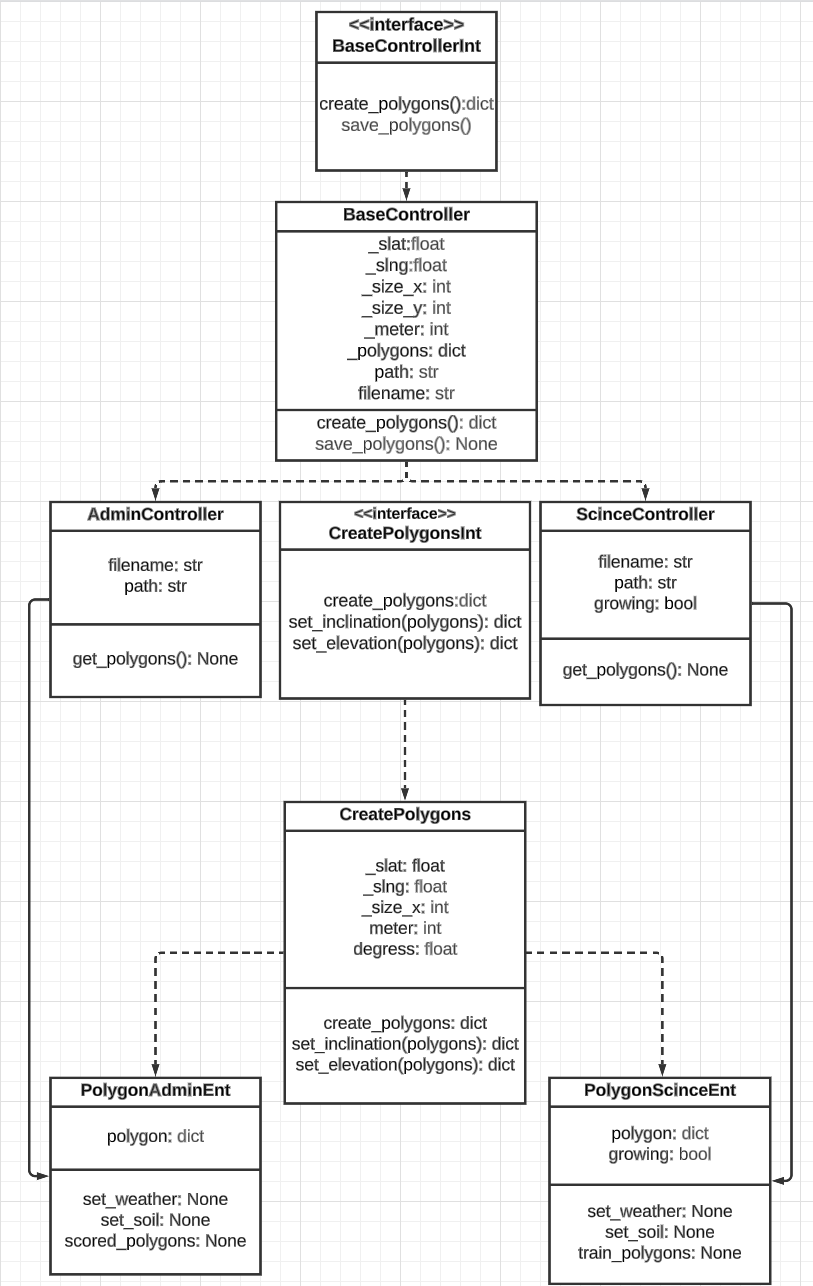 <<interface>>
BaseControllerInt
create_polygons():dict
save_polygons()
BaseController
_slat:float
_slng:float
_size_x: int
_size_y: int
_meter: int
_polygons: dict
path: str
filename: str
create_polygons(): dict
save_polygons(): None
AdminController
filename: str
path: str
get_polygons(): None
<<interface>>
CreatePolygonsInt
create_polygons:dict
set_inclination(polygons): dict
set_elevation(polygons): dict
ScinceController
filename: str
path: str
growing: bool
get_polygons(): None
CreatePolygons
_slat: float
_slng: float
_size_x: int
meter: int
degress: float
create_polygons: dict
set_inclination(polygons): dict
set_elevation(polygons): dict
PolygonAdminEnt
polygon: dict
set_weather: None
set_soil: None
scored_polygons: None
PolygonScinceEnt
polygon: dict
growing: bool
set_weather: None
set_soil: None
train_polygons: None